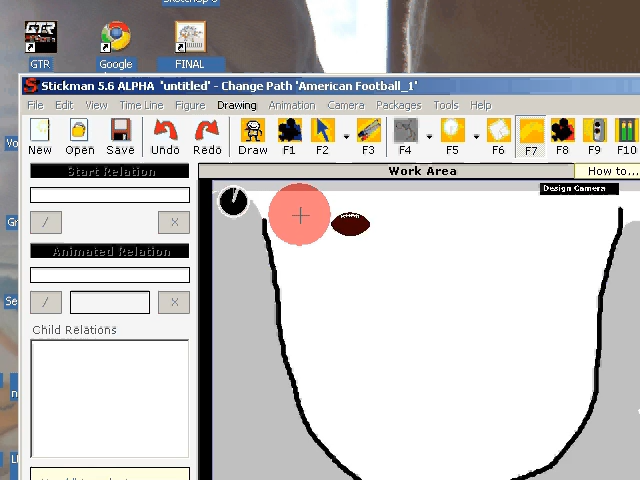 SketchUp 6
GTR
Google
FINAL
Stickman 5.6 ALPHA 'untitled' - Change Path 'American Football_1'
File Edit View Time Line Figure Drawing Animation Camera Packages Tools Help
New Open Save Undo Redo Draw F1 F2 F3 F4 F5 F6 F7 F8 F9 F10
Start Relation
Work Area
How to...
Design Camera
/ X
Animated Relation
/ X
Child Relations